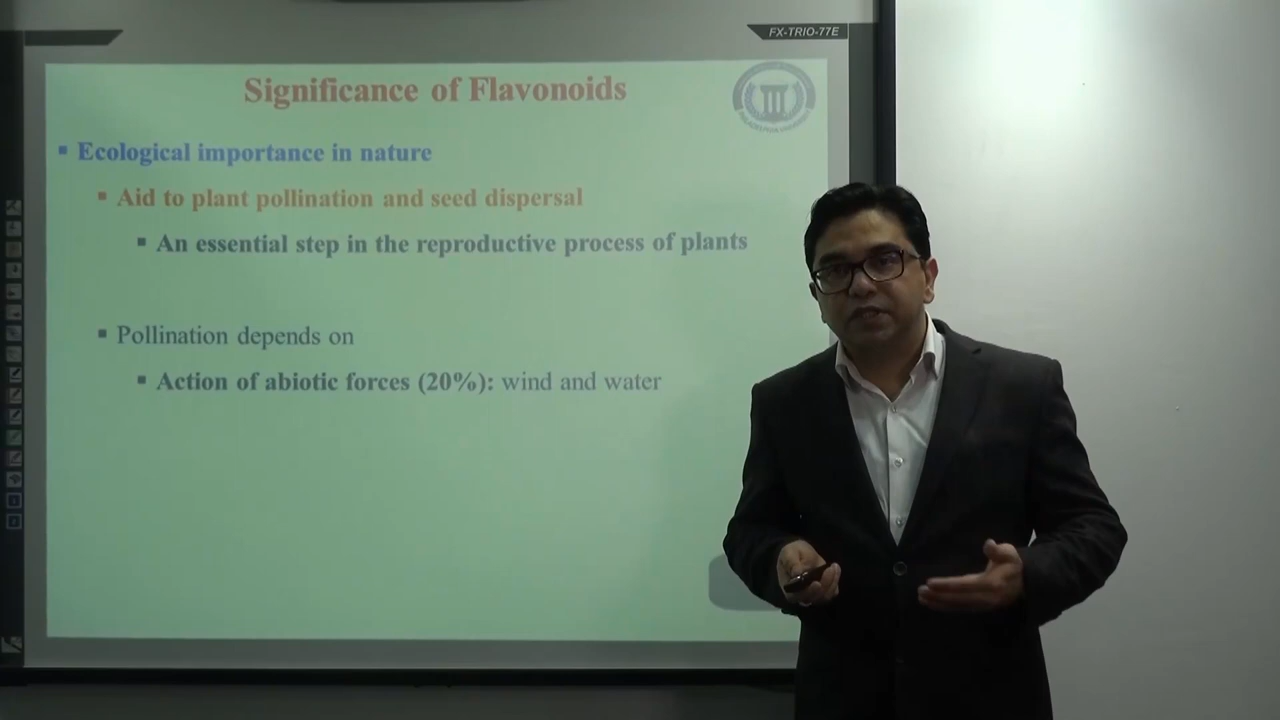 FX-TRIO-77E
Significance of Flavonoids
▪ Ecological importance in nature
▪ Aid to plant pollination and seed dispersal
▪ An essential step in the reproductive process of plants
▪ Pollination depends on
▪ Action of abiotic forces (20%): wind and water